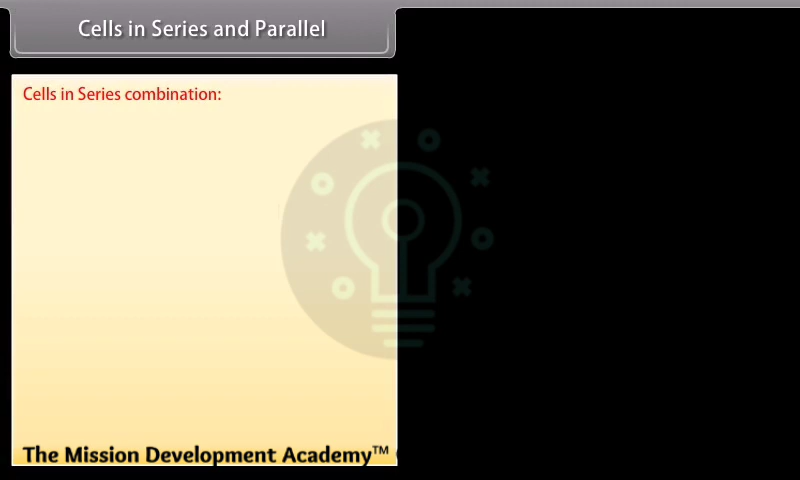 Cells in Series and Parallel
Cells in Series combination:
The Mission Development Academy™